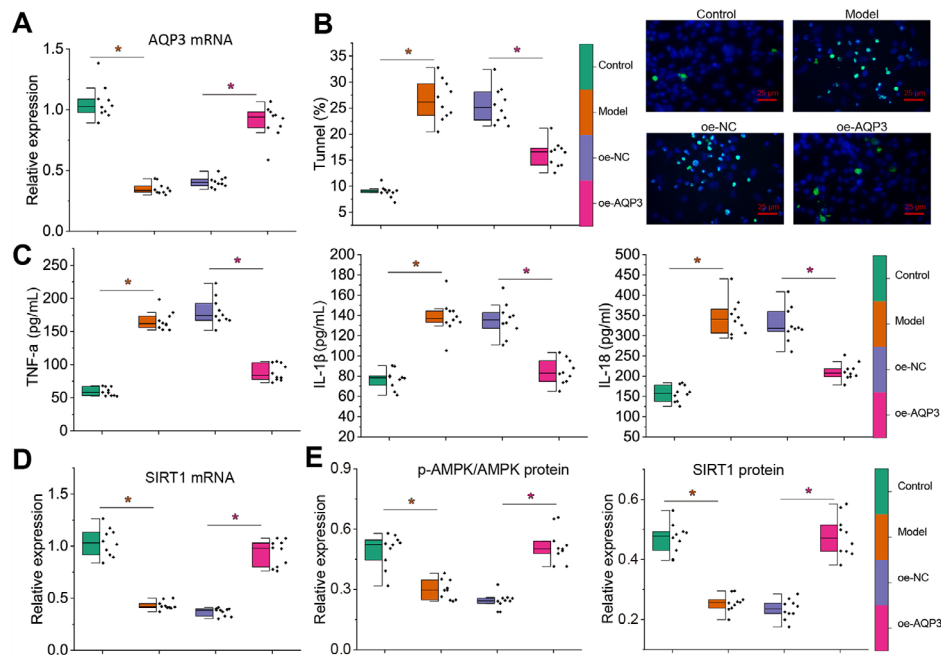 A
AQP3 mRNA
Relative expression
1.5
1.0
0.5
0.0
*
*
B
Tunnel (%)
35
30
25
20
15
10
5
*
*
Control
Model
oe-NC
oe-AQP3
Control
Model
25 μm
25 μm
oe-NC
oe-AQP3
25 μm
25 μm
C
TNF-a (pg/mL)
250
200
150
100
50
0
*
*
IL-1β (pg/mL)
200
180
160
140
120
100
80
60
40
20
*
*
IL-18 (pg/ml)
500
450
400
350
300
250
200
150
100
50
*
*
Control
Model
oe-NC
oe-AQP3
D
SIRT1 mRNA
Relative expression
1.5
1.0
0.5
0.0
*
*
E
p-AMPK/AMPK protein
Relative expression
0.9
0.6
0.3
0.0
*
*
SIRT1 protein
Relative expression
0.6
0.4
0.2
*
*
Control
Model
oe-NC
oe-AQP3